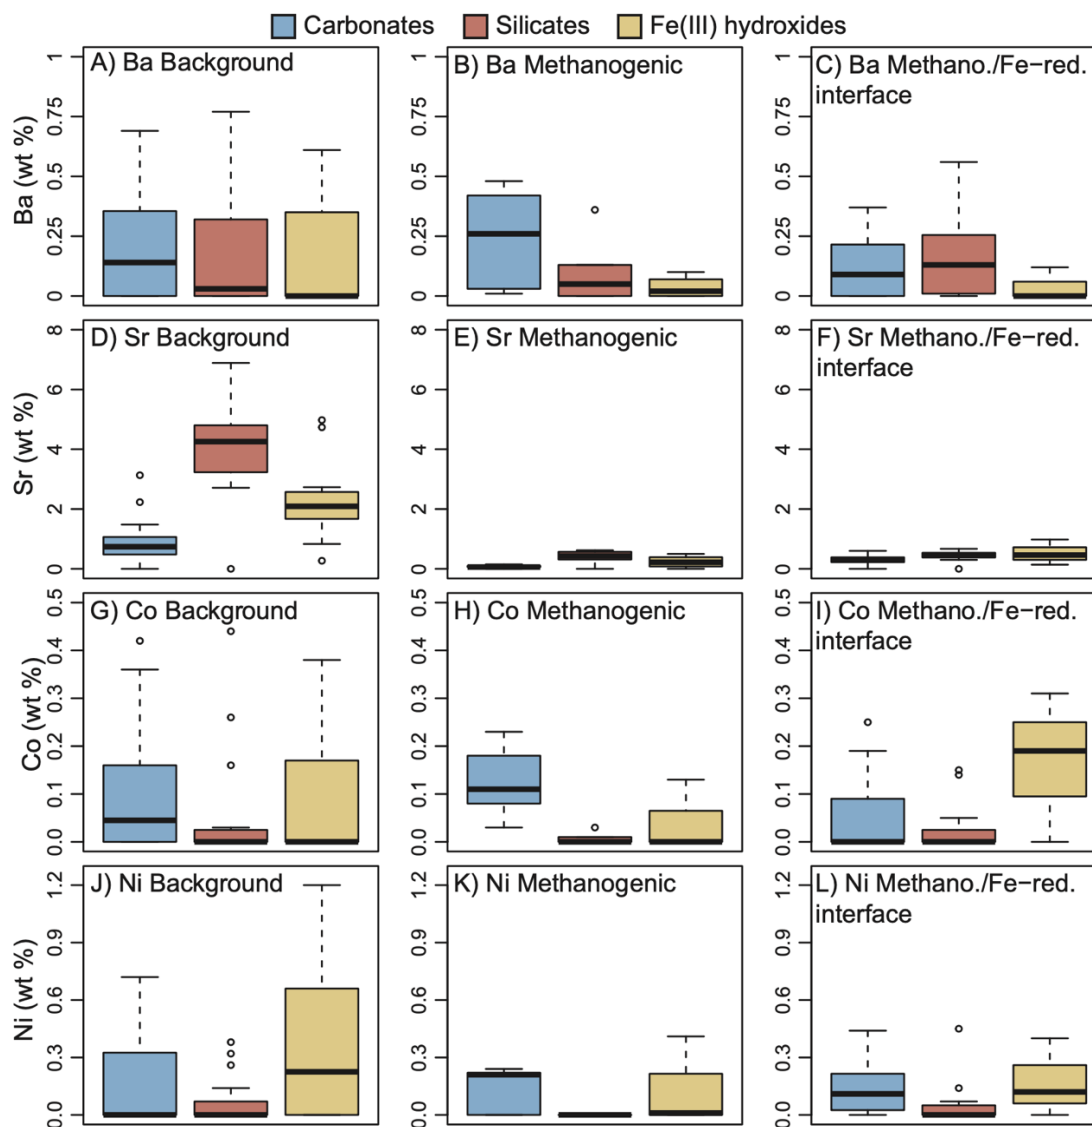 Carbonates Silicates Fe(III) hydroxides
A) Ba Background
B) Ba Methanogenic
C) Ba Methano./Fe−red.
interface
Ba (wt %)
0 0.25 0.5 0.75 1
0 0.25 0.5 0.75 1
0 0.25 0.5 0.75 1
D) Sr Background
E) Sr Methanogenic
F) Sr Methano./Fe−red.
interface
Sr (wt %)
0 2 4 6 8
0 2 4 6 8
0 2 4 6 8
G) Co Background
H) Co Methanogenic
I) Co Methano./Fe−red.
interface
Co (wt %)
0.0 0.1 0.2 0.3 0.4 0.5
0.0 0.1 0.2 0.3 0.4 0.5
0.0 0.1 0.2 0.3 0.4 0.5
J) Ni Background
K) Ni Methanogenic
L) Ni Methano./Fe−red.
interface
Ni (wt %)
0.0 0.3 0.6 0.9 1.2
0.0 0.3 0.6 0.9 1.2
0.0 0.3 0.6 0.9 1.2